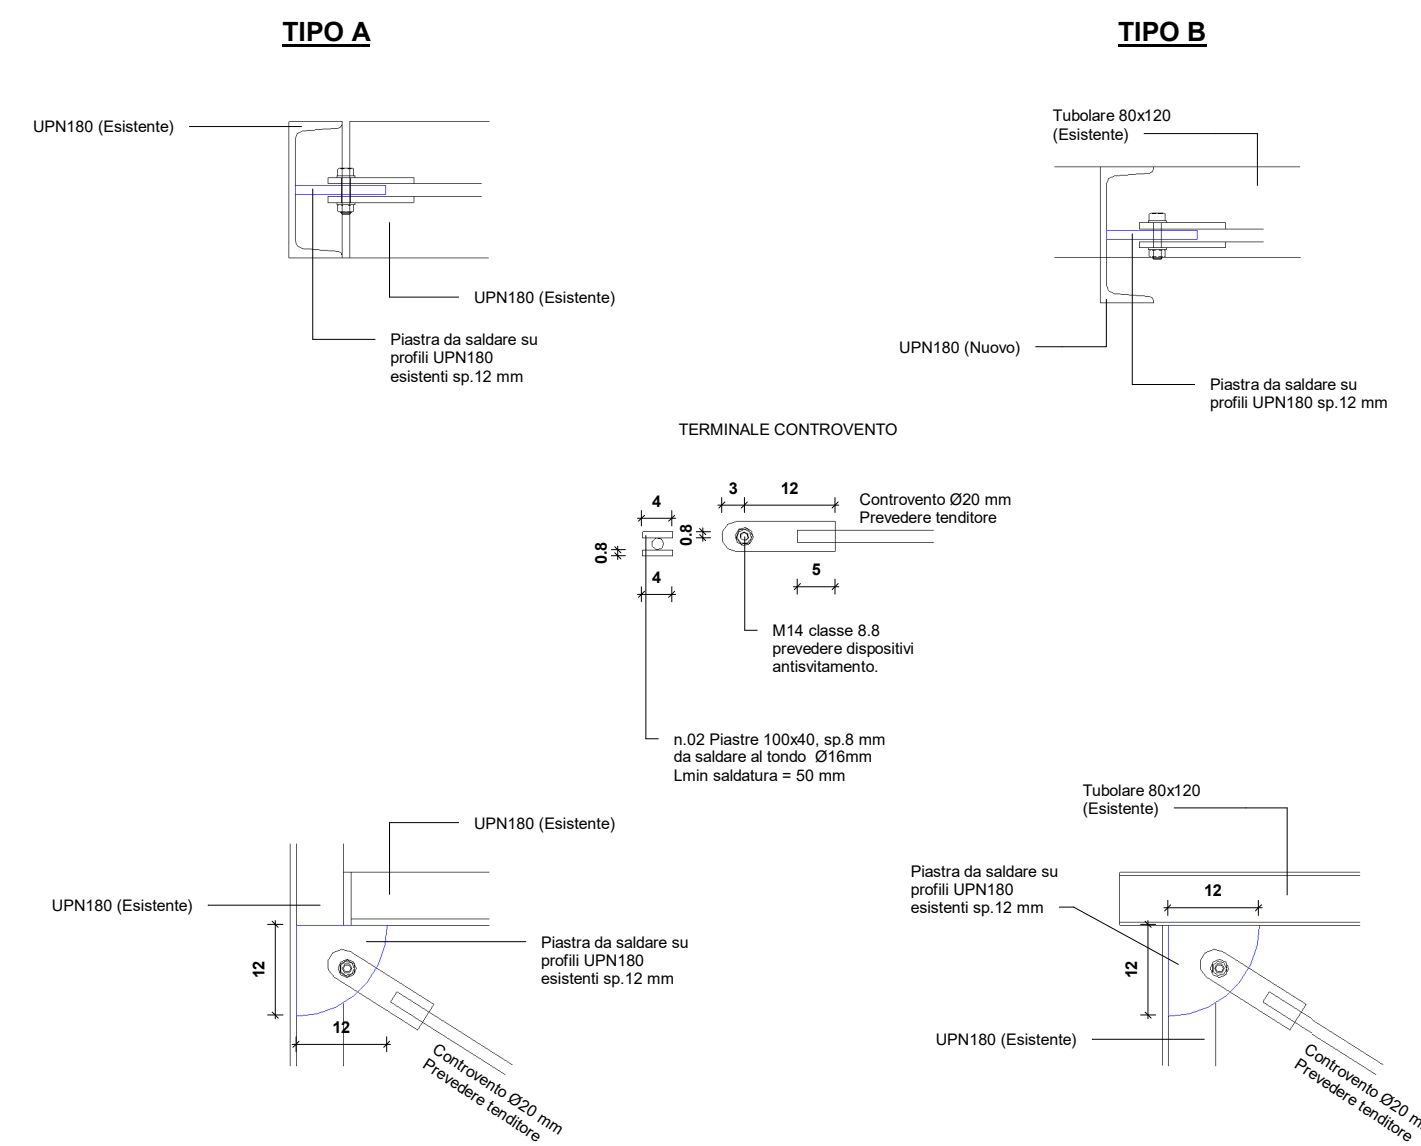 TIPO A
TIPO B
UPN180 (Esistente)
UPN180 (Esistente)
Piastra da saldare su
profili UPN180
esistenti sp.12 mm
Tubolare 80x120
(Esistente)
UPN180 (Nuovo)
Piastra da saldare su
profili UPN180 sp.12 mm
TERMINALE CONTROVENTO
4
0.8
4
3
12
0.8
5
Controvento Ø20 mm
Prevedere tenditore
M14 classe 8.8
prevedere dispositivi
antisvitamento.
n.02 Piastre 100x40, sp.8 mm
da saldare al tondo Ø16mm
Lmin saldatura = 50 mm
UPN180 (Esistente)
UPN180 (Esistente)
Piastra da saldare su
profili UPN180
esistenti sp.12 mm
12
12
Controvento Ø20 mm
Prevedere tenditore
Tubolare 80x120
(Esistente)
Piastra da saldare su
profili UPN180
esistenti sp.12 mm
12
12
UPN180 (Esistente)
Controvento Ø20 m
Prevedere tenditore